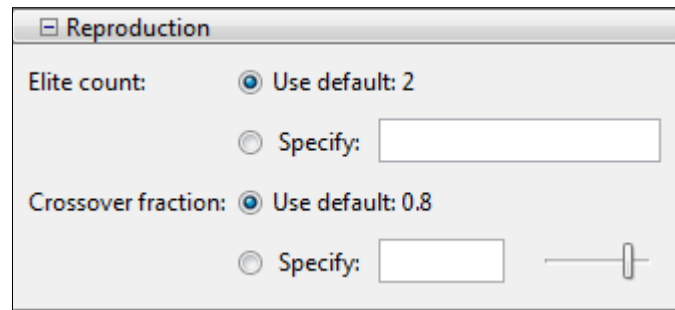 Reproduction
Elite count: Use default: 2
Specify:
Crossover fraction: Use default: 0.8
Specify: